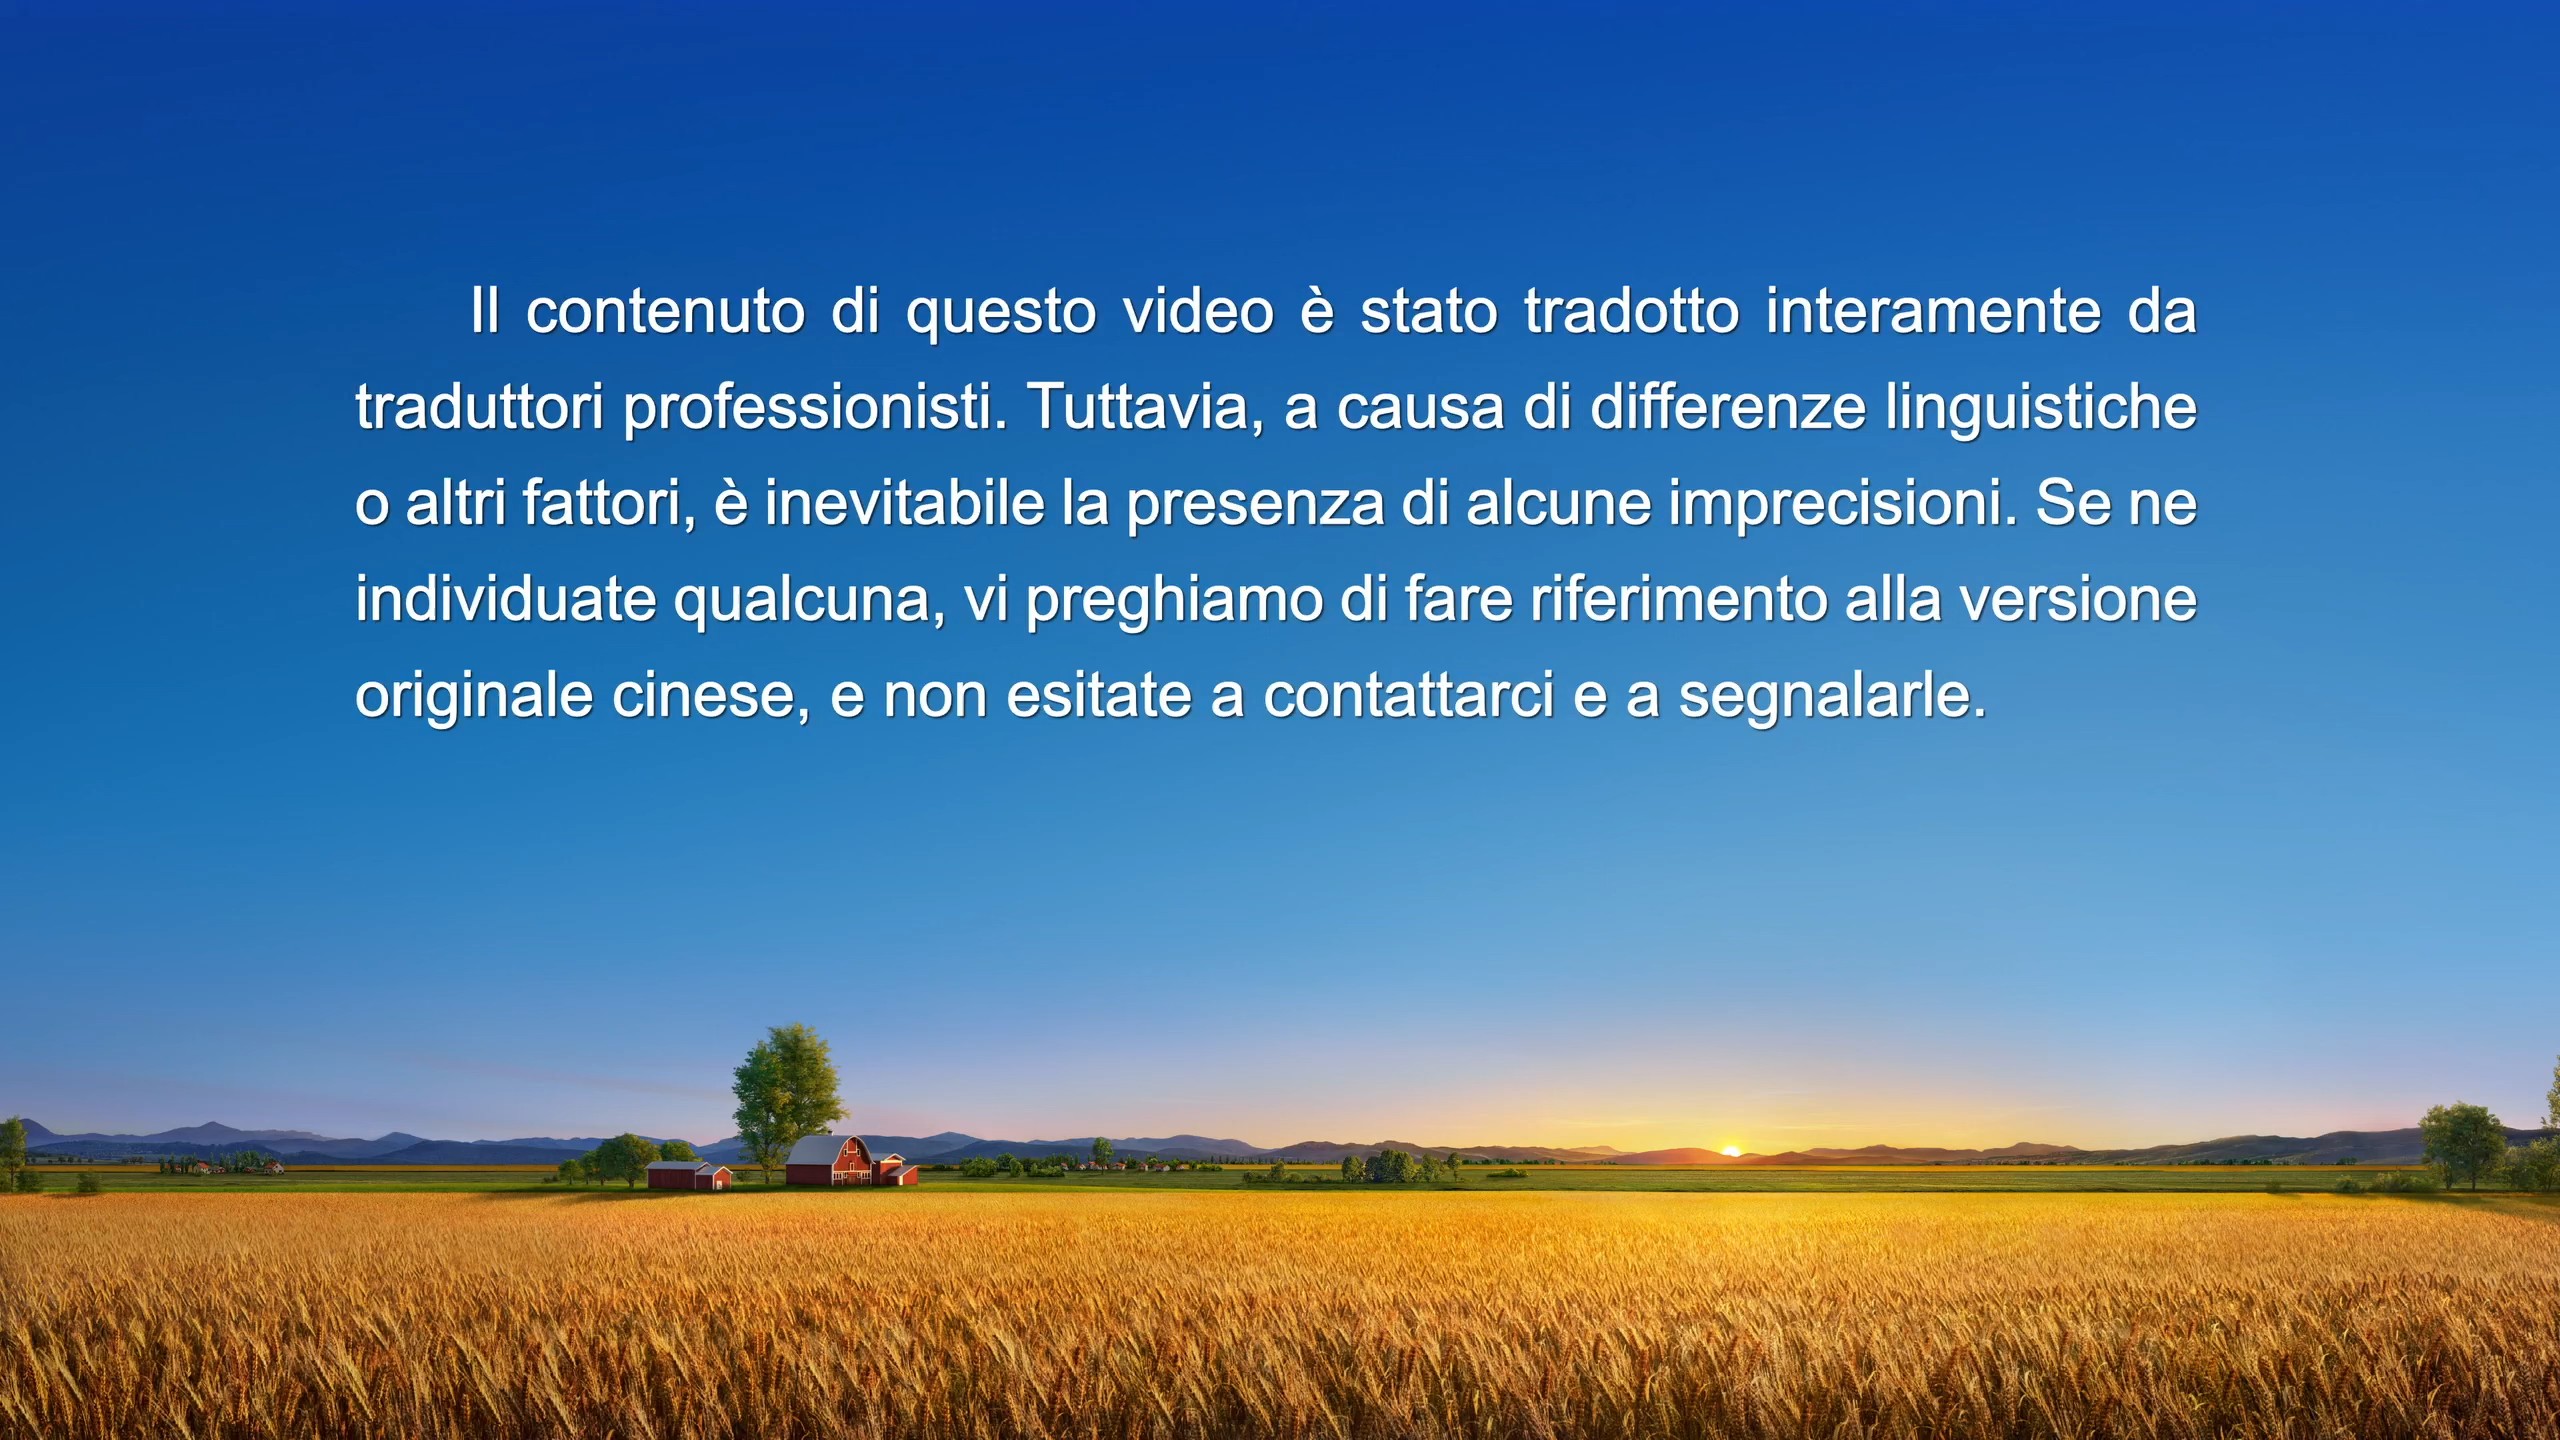 Il contenuto di questo video è stato tradotto interamente da
traduttori professionisti. Tuttavia, a causa di differenze linguistiche
o altri fattori, è inevitabile la presenza di alcune imprecisioni. Se ne
individuate qualcuna, vi preghiamo di fare riferimento alla versione
originale cinese, e non esitate a contattarci e a segnalarle.